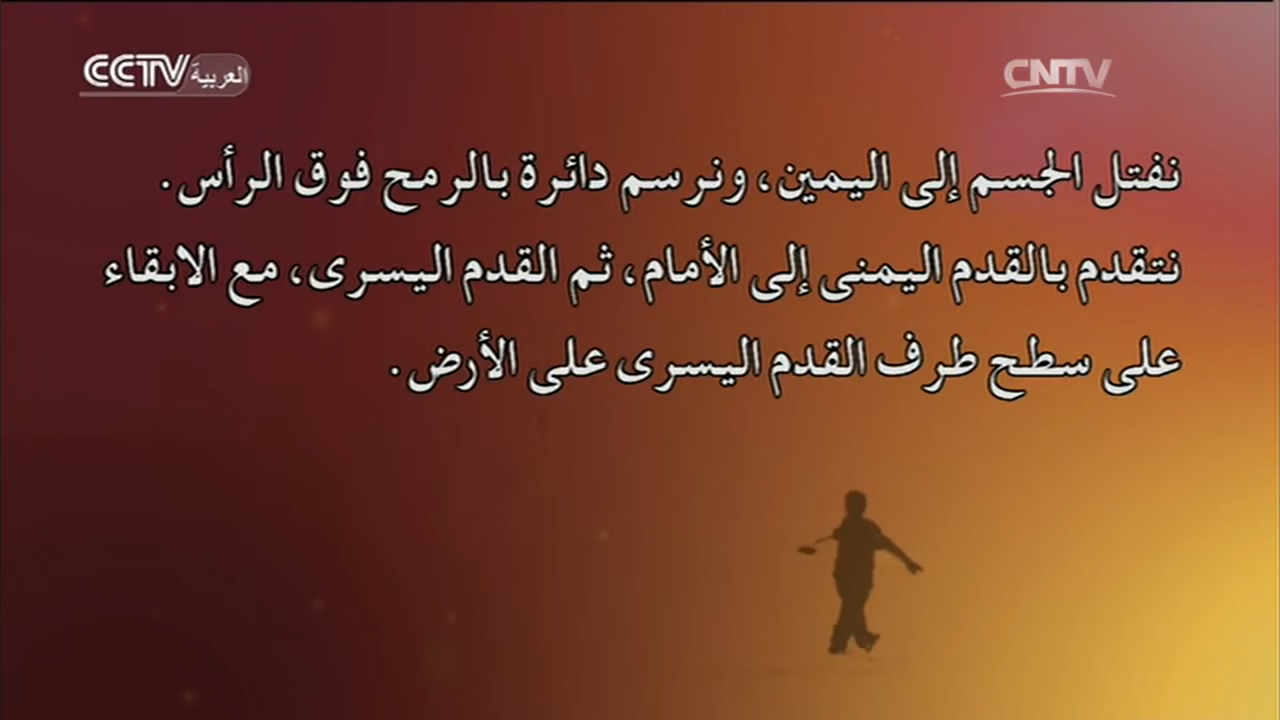 CCTV العربية
CNTV
نفتل الجسم إلى اليمين، ونرسم دائرة بالرمح فوق الرأس.
نتقدم بالقدم اليمنى إلى الأمام، ثم القدم اليسرى، مع الابقاء
على سطح طرف القدم اليسرى على الأرض.